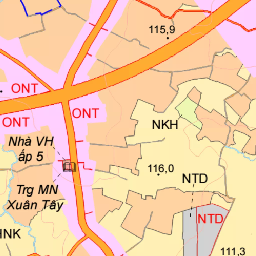 115,9
ONT
ONT
ONT
NKH
Nhà VH
ấp 5
116,0
NTD
Trg MN
Xuân Tây
NTD
HNK
111,3